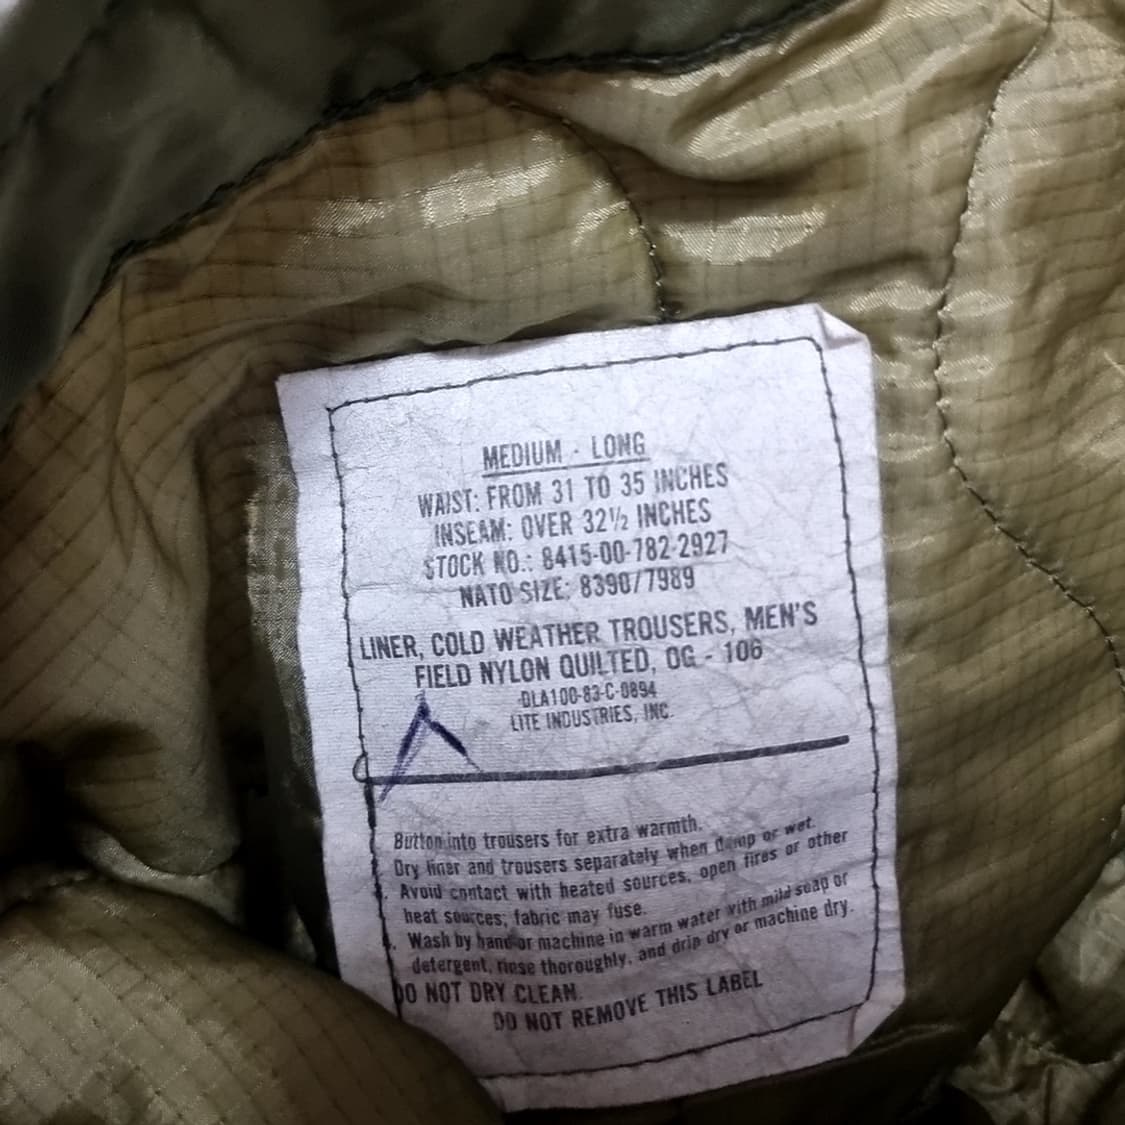 MEDIUM - LONG
WAIST: FROM 31 TO 35 INCHES
INSEAM: OVER 32½ INCHES
STOCK NO.: 8415-00-782-2927
NATO SIZE: 8390/7989
LINER, COLD WEATHER TROUSERS, MEN'S
FIELD NYLON QUILTED, OG - 106
DLA100-83-C-0894
LITE INDUSTRIES, INC.
Button into trousers for extra warmth.
Dry liner and trousers separately when damp or wet.
Avoid contact with heated sources, open fires or other
heat sources; fabric may fuse.
Wash by hand or machine in warm water with mild soap or
detergent, rinse thoroughly, and drip dry or machine dry.
DO NOT DRY CLEAN.
DO NOT REMOVE THIS LABEL